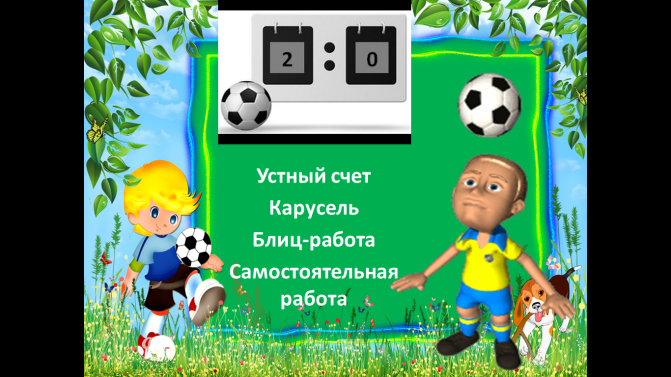 2 : 0
Устный счет
Карусель
Блиц-работа
Самостоятельная
работа